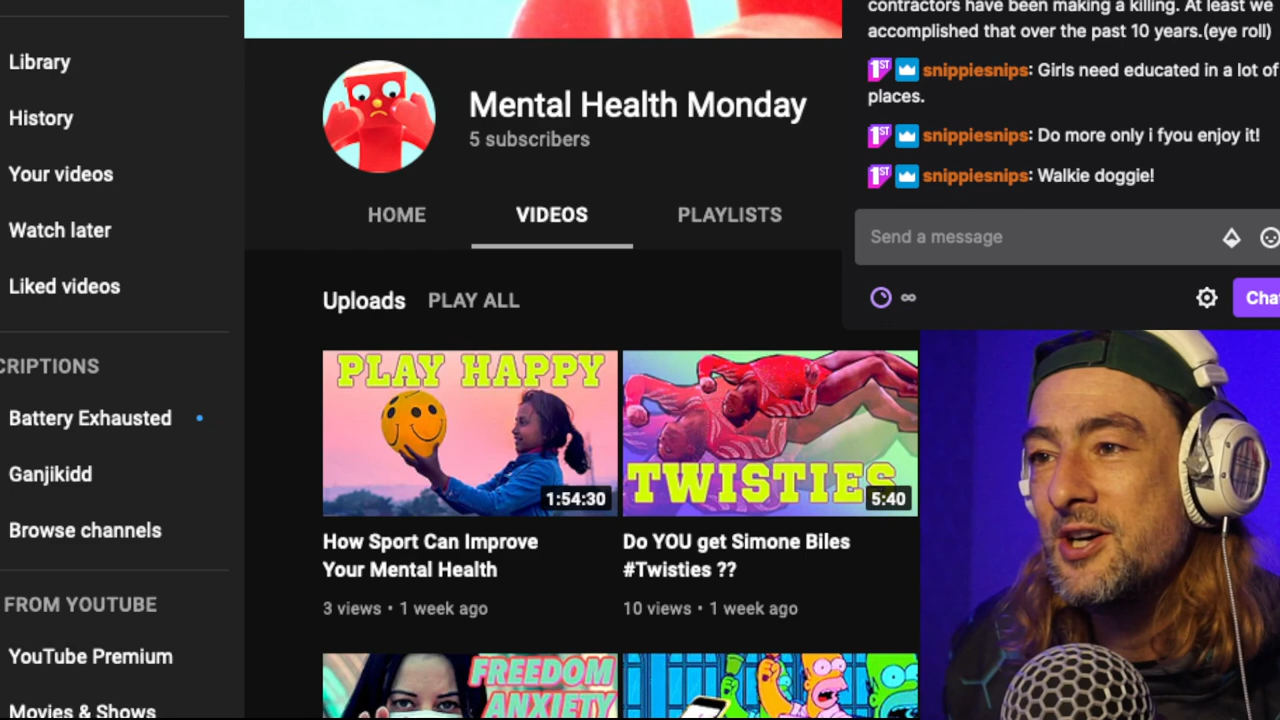 Library
History
Your videos
Watch later
Liked videos
CRIPTIONS
Battery Exhausted
Ganjikidd
Browse channels
FROM YOUTUBE
YouTube Premium
Movies & Shows
Mental Health Monday
5 subscribers
HOME VIDEOS PLAYLISTS
Uploads PLAY ALL
PLAY HAPPY
1:54:30
How Sport Can Improve
Your Mental Health
3 views • 1 week ago
TWISTIES
5:40
Do YOU get Simone Biles
#Twisties ??
10 views • 1 week ago
FREEDOM
ANXIETY
contractors have been making a killing. At least we
accomplished that over the past 10 years.(eye roll)
1ST snippiesnips: Girls need educated in a lot of
places.
1ST snippiesnips: Do more only i fyou enjoy it!
1ST snippiesnips: Walkie doggie!
Send a message
∞
Cha